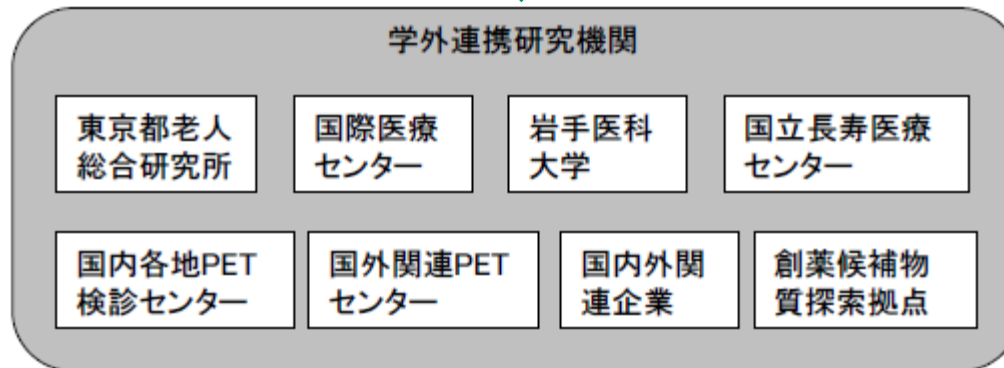 学外連携研究機関
東京都老人
総合研究所
国際医療
センター
岩手医科
大学
国立長寿医療
センター
国内各地PET
検診センター
国外関連PET
センター
国内外関
連企業
創薬候補物
質探索拠点